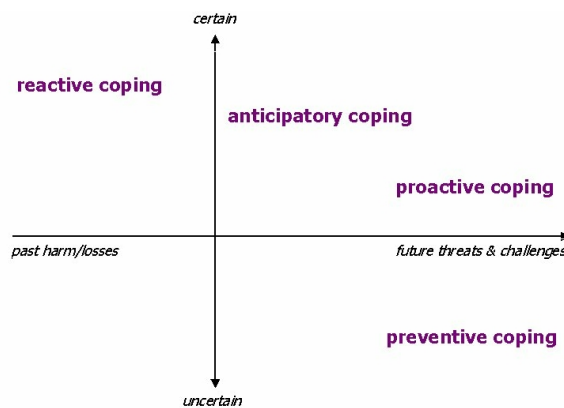 certain
reactive coping
anticipatory coping
proactive coping
past harm/losses
future threats & challenges
preventive coping
uncertain